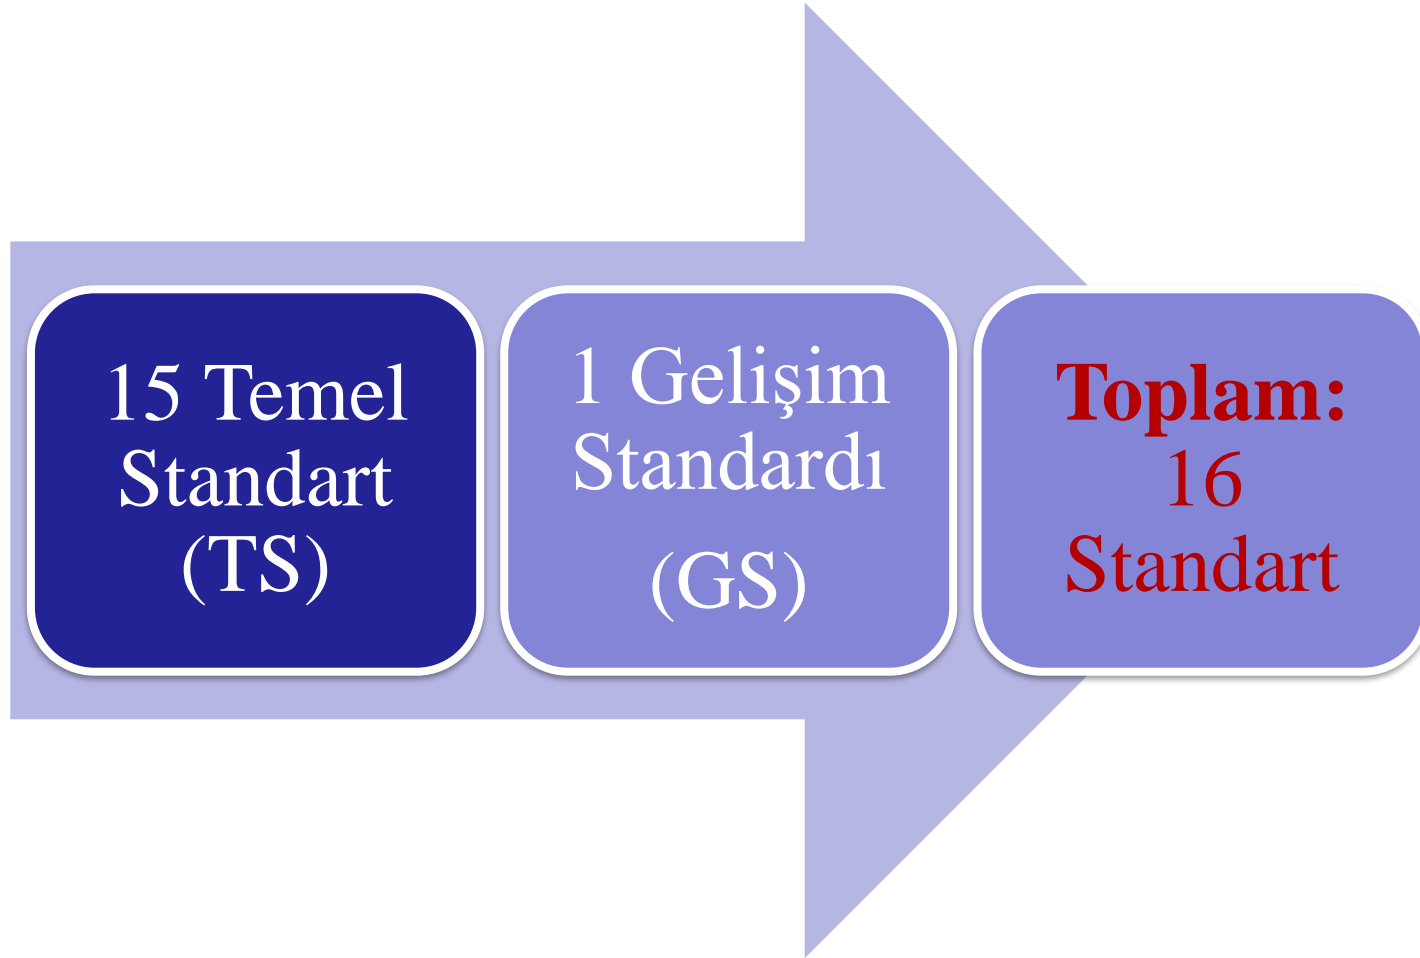 15 Temel
Standart
(TS)
1 Gelişim
Standardı
(GS)
Toplam:
16
Standart